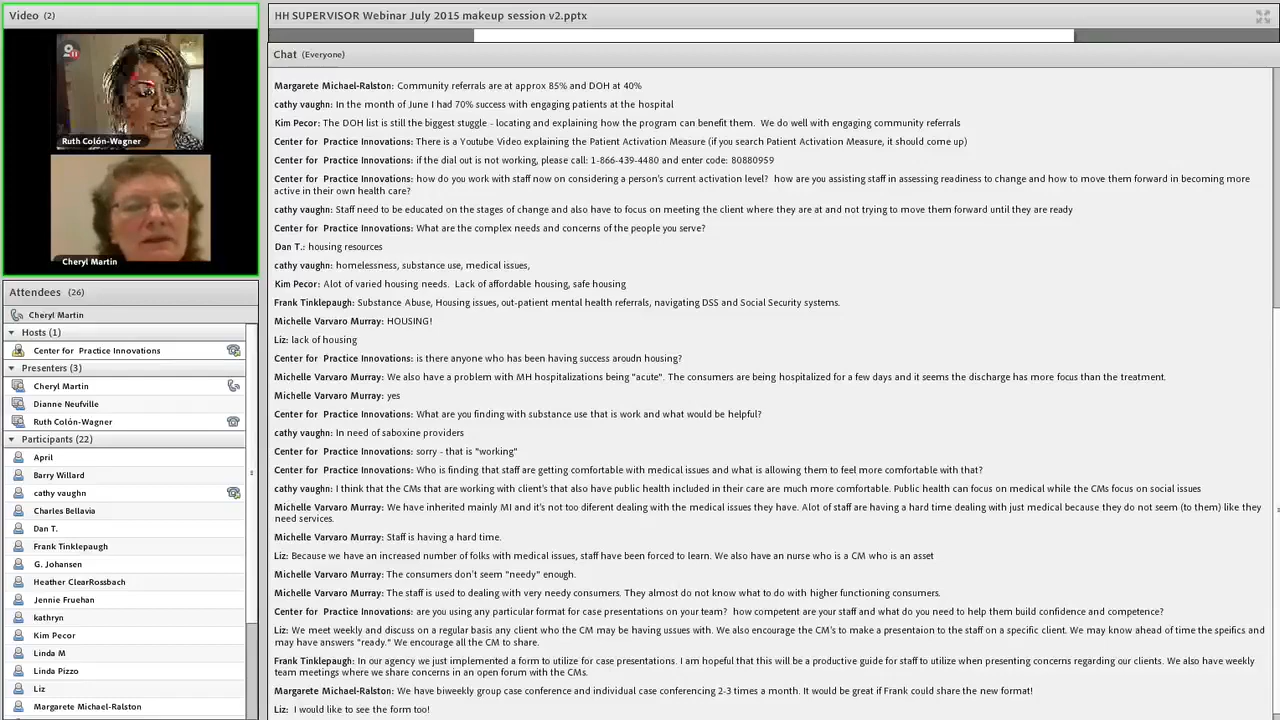 Video (2)
Ruth Colón-Wagner
Cheryl Martin
Attendees (26)
Cheryl Martin
Hosts (1)
Center for Practice Innovations
Presenters (3)
Cheryl Martin
Dianne Neufville
Ruth Colón-Wagner
Participants (22)
April
Barry Willard
cathy vaughn
Charles Bellavia
Dan T.
Frank Tinklepaugh
G. Johansen
Heather ClearRossbach
Jennie Fruehan
kathryn
Kim Pecor
Linda M
Linda Pizzo
Liz
Margarete Michael-Ralston
HH SUPERVISOR Webinar July 2015 makeup session v2.pptx
Chat (Everyone)
Margarete Michael-Ralston: Community referrals are at approx 85% and DOH at 40%
cathy vaughn: In the month of June I had 70% success with engaging patients at the hospital
Kim Pecor: The DOH list is still the biggest stuggle - locating and explaining how the program can benefit them. We do well with engaging community referrals
Center for Practice Innovations: There is a Youtube Video explaining the Patient Activation Measure (if you search Patient Activation Measure, it should come up)
Center for Practice Innovations: if the dial out is not working, please call: 1-866-439-4480 and enter code: 80880959
Center for Practice Innovations: how do you work with staff now on considering a person's current activation level? how are you assisting staff in assessing readiness to change and how to move them forward in becoming more
active in their own health care?
cathy vaughn: Staff need to be educated on the stages of change and also have to focus on meeting the client where they are at and not trying to move them forward until they are ready
Center for Practice Innovations: What are the complex needs and concerns of the people you serve?
Dan T.: housing resources
cathy vaughn: homelessness, substance use, medical issues,
Kim Pecor: Alot of varied housing needs. Lack of affordable housing, safe housing
Frank Tinklepaugh: Substance Abuse, Housing issues, out-patient mental health referrals, navigating DSS and Social Security systems.
Michelle Varvaro Murray: HOUSING!
Liz: lack of housing
Center for Practice Innovations: is there anyone who has been having success aroudn housing?
Michelle Varvaro Murray: We also have a problem with MH hospitalizations being "acute". The consumers are being hospitalized for a few days and it seems the discharge has more focus than the treatment.
Michelle Varvaro Murray: yes
Center for Practice Innovations: What are you finding with substance use that is work and what would be helpful?
cathy vaughn: In need of saboxine providers
Center for Practice Innovations: sorry - that is "working"
Center for Practice Innovations: Who is finding that staff are getting comfortable with medical issues and what is allowing them to feel more comfortable with that?
cathy vaughn: I think that the CMs that are working with client's that also have public health included in their care are much more comfortable. Public health can focus on medical while the CMs focus on social issues
Michelle Varvaro Murray: We have inherited mainly MI and it's not too diferent dealing with the medical issues they have. Alot of staff are having a hard time dealing with just medical because they do not seem (to them) like they
need services.
Michelle Varvaro Murray: Staff is having a hard time.
Liz: Because we have an increased number of folks with medical issues, staff have been forced to learn. We also have an nurse who is a CM who is an asset
Michelle Varvaro Murray: The consumers don't seem "needy" enough.
Michelle Varvaro Murray: The staff is used to dealing with very needy consumers. They almost do not know what to do with higher functioning consumers.
Center for Practice Innovations: are you using any particular format for case presentations on your team? how competent are your staff and what do you need to help them build confidence and competence?
Liz: We meet weekly and discuss on a regular basis any client who the CM may be having ussues with. We also encourage the CM's to make a presentaion to the staff on a specific client. We may know ahead of time the speifics and
may have answers "ready." We encourage all the CM to share.
Frank Tinklepaugh: In our agency we just implemented a form to utilize for case presentations. I am hopeful that this will be a productive guide for staff to utilize when presenting concerns regarding our clients. We also have weekly
team meetings where we share concerns in an open forum with the CMs.
Margarete Michael-Ralston: We have biweekly group case conference and individual case conferencing 2-3 times a month. It would be great if Frank could share the new format!
Liz: I would like to see the form too!